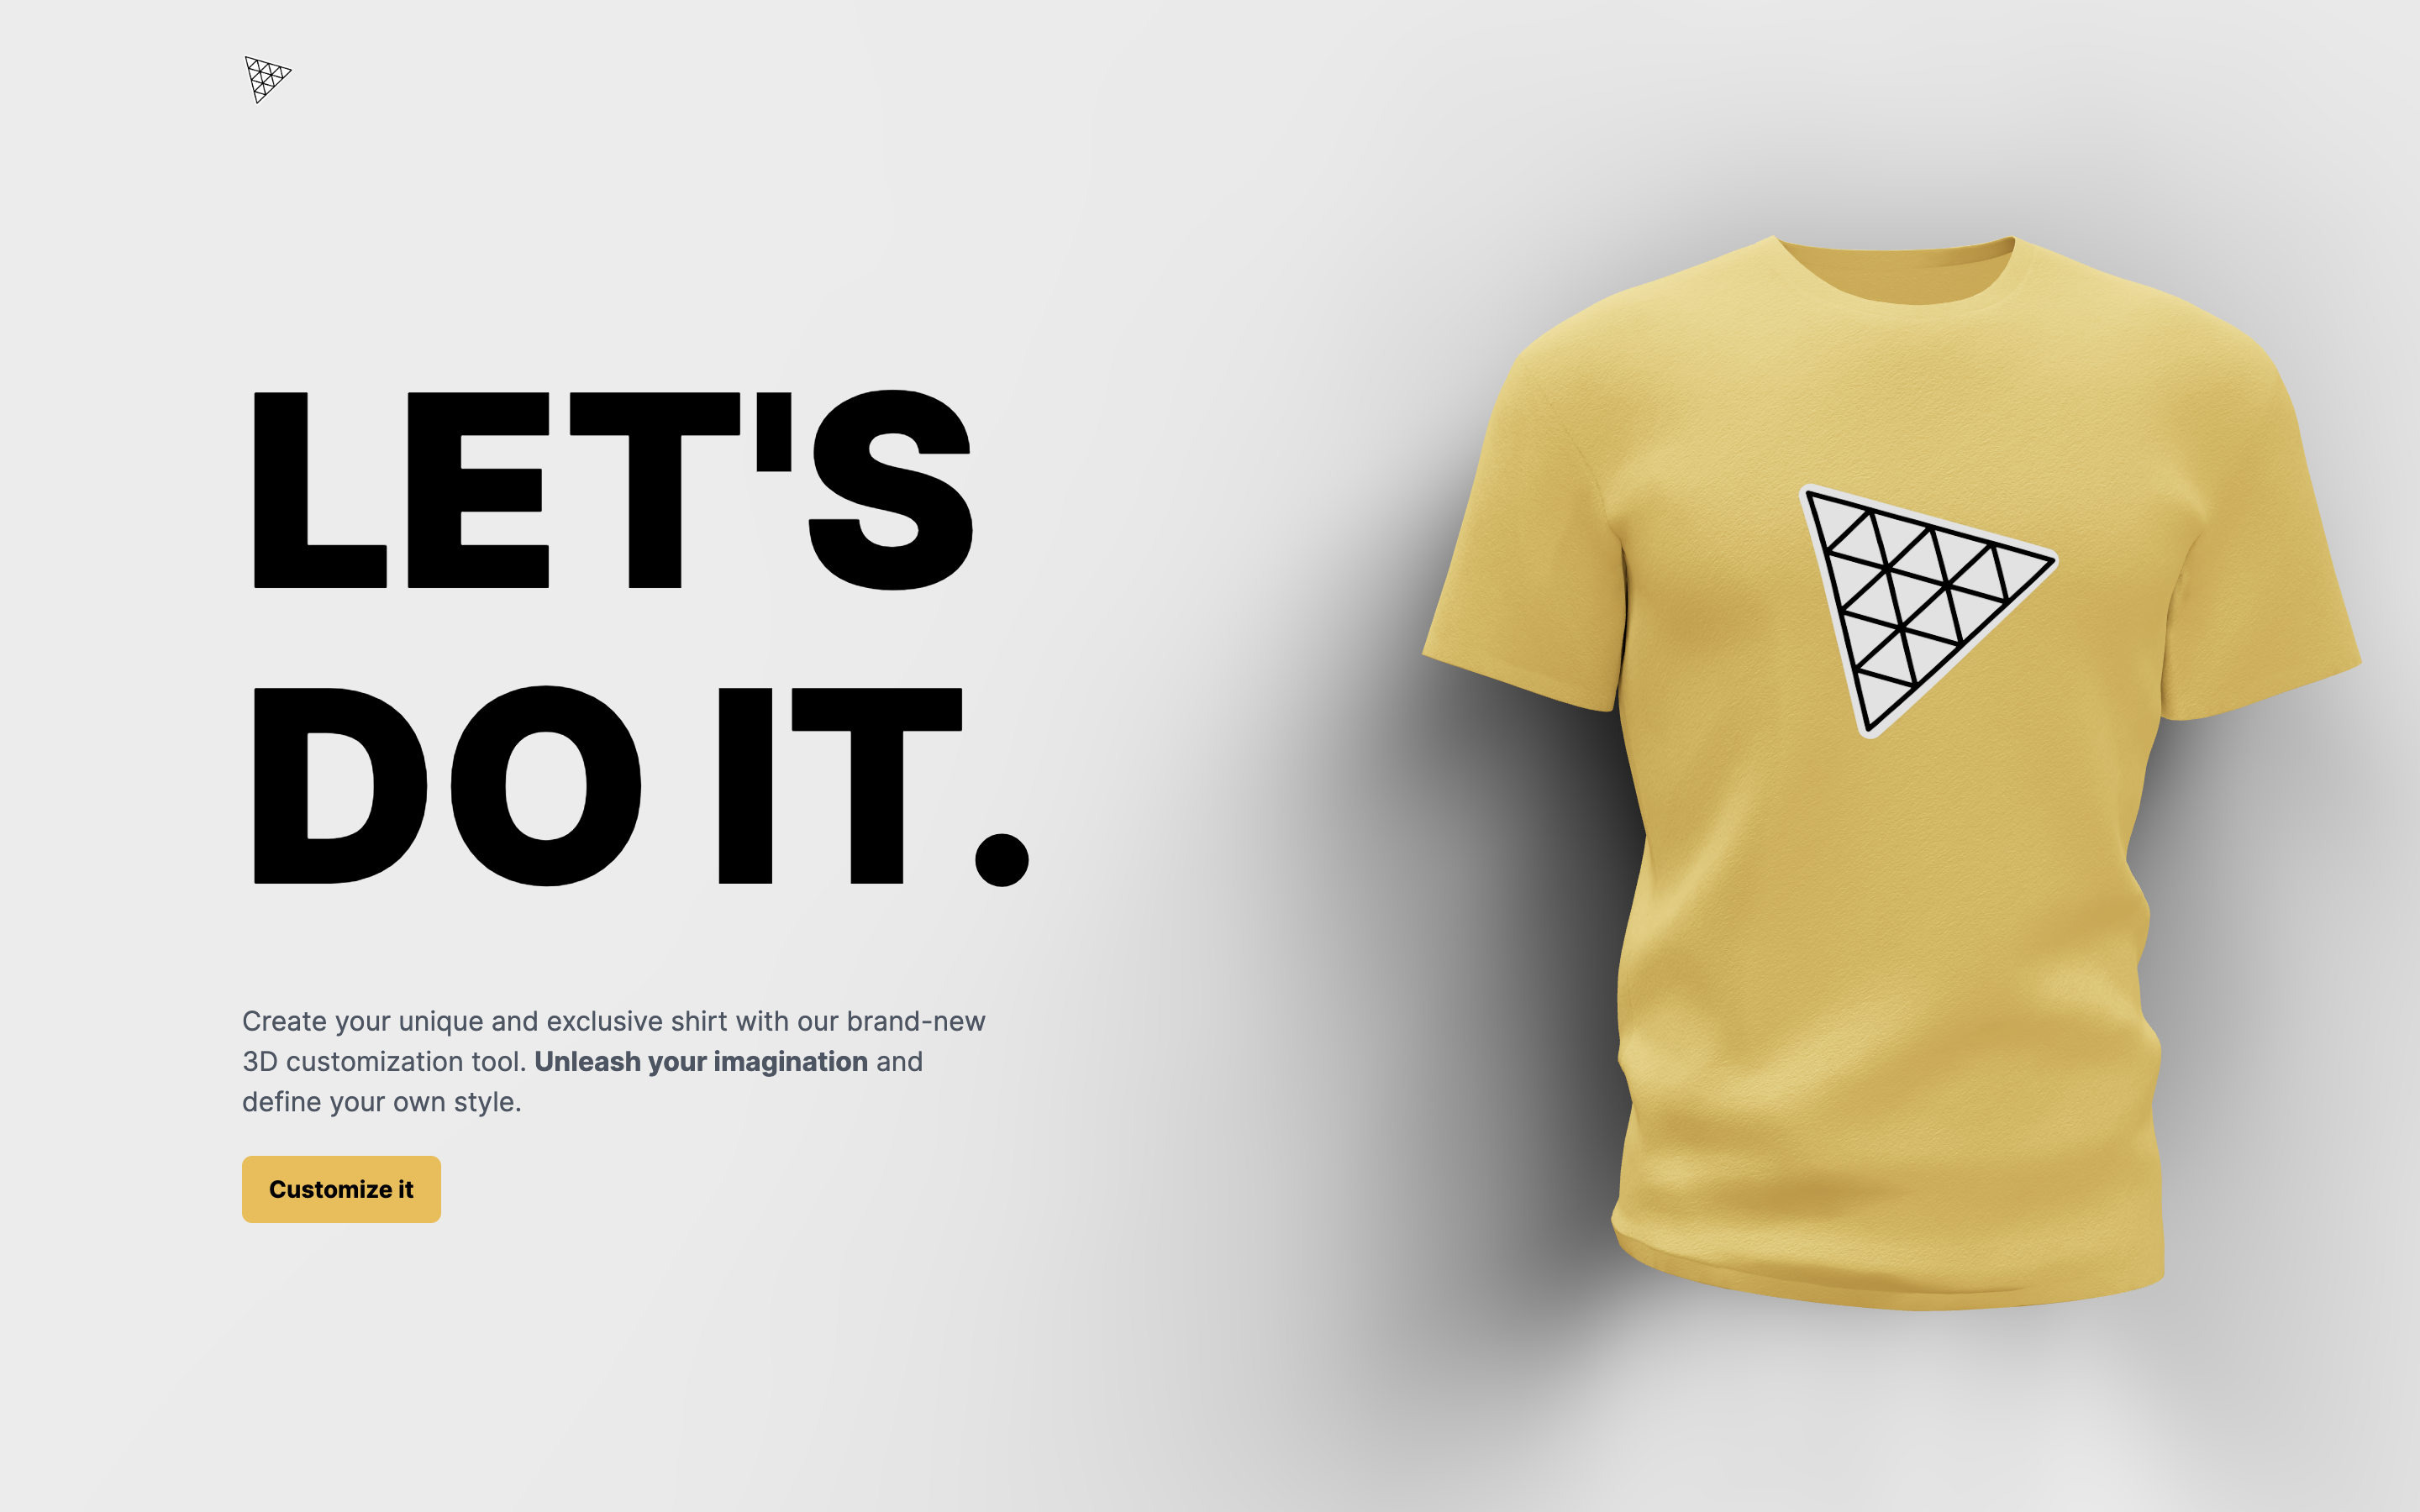 LET'S
DO IT.
Create your unique and exclusive shirt with our brand-new
3D customization tool. Unleash your imagination and
define your own style.
Customize it